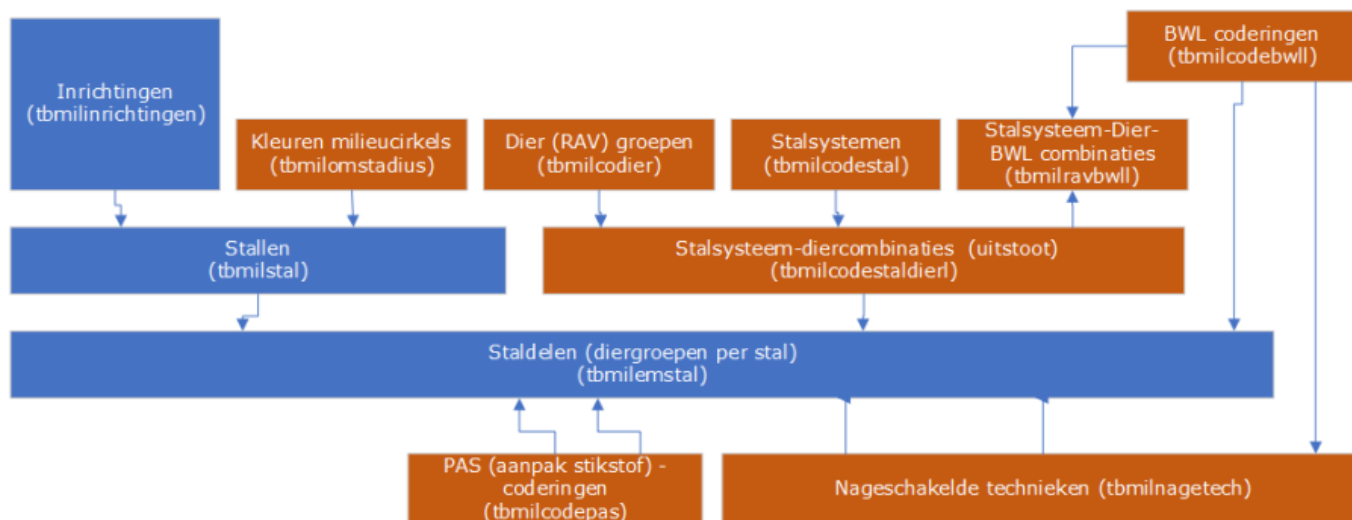 BWL coderingen
(tbmilcodebwll)
Inrichtingen
(tbmilinrichtingen)
Kleuren milieucirkels
(tbmilomstadius)
Dier (RAV) groepen
(tbmilcodier)
Stalsystemen
(tbmilcodestal)
Stalsysteem-Dier-
BWL combinaties
(tbmilravbwll)
Stallen
(tbmilstal)
Stalsysteem-diercombinaties (uitstoot)
(tbmilcodestaldierl)
Staldelen (diergroepen per stal)
(tbmilemstal)
PAS (aanpak stikstof) -
coderingen
(tbmilcodepas)
Nageschakelde technieken (tbmilnagetech)